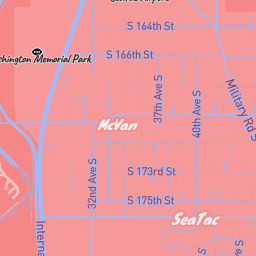 S 164th St
S 166th St
Washington Memorial Park
37th Ave S
40th Ave S
Military Rd S
McVan
32nd Ave S
S 173rd St
S 175th St
SeaTac
Interna